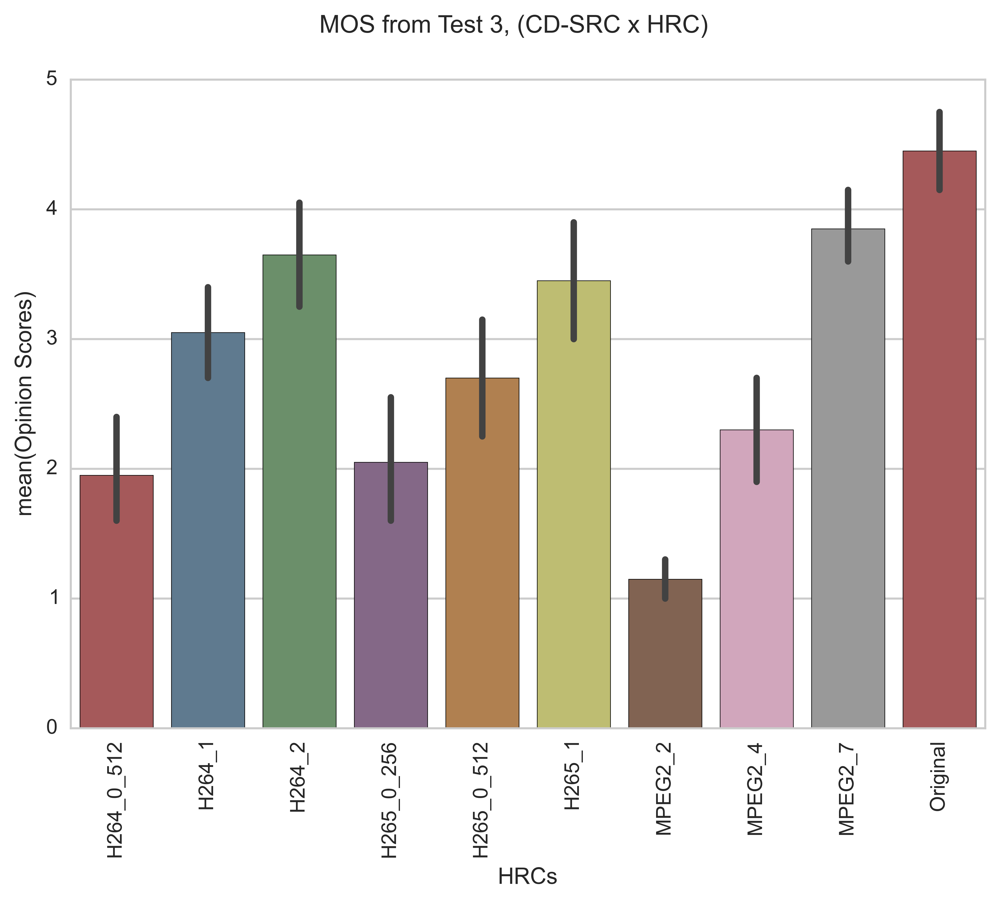 MOS from Test 3, (CD-SRC x HRC)
mean(Opinion Scores)
5
4
3
2
1
0
H264_0_512
H264_1
H264_2
H265_0_256
H265_0_512
H265_1
MPEG2_2
MPEG2_4
MPEG2_7
Original
HRCs